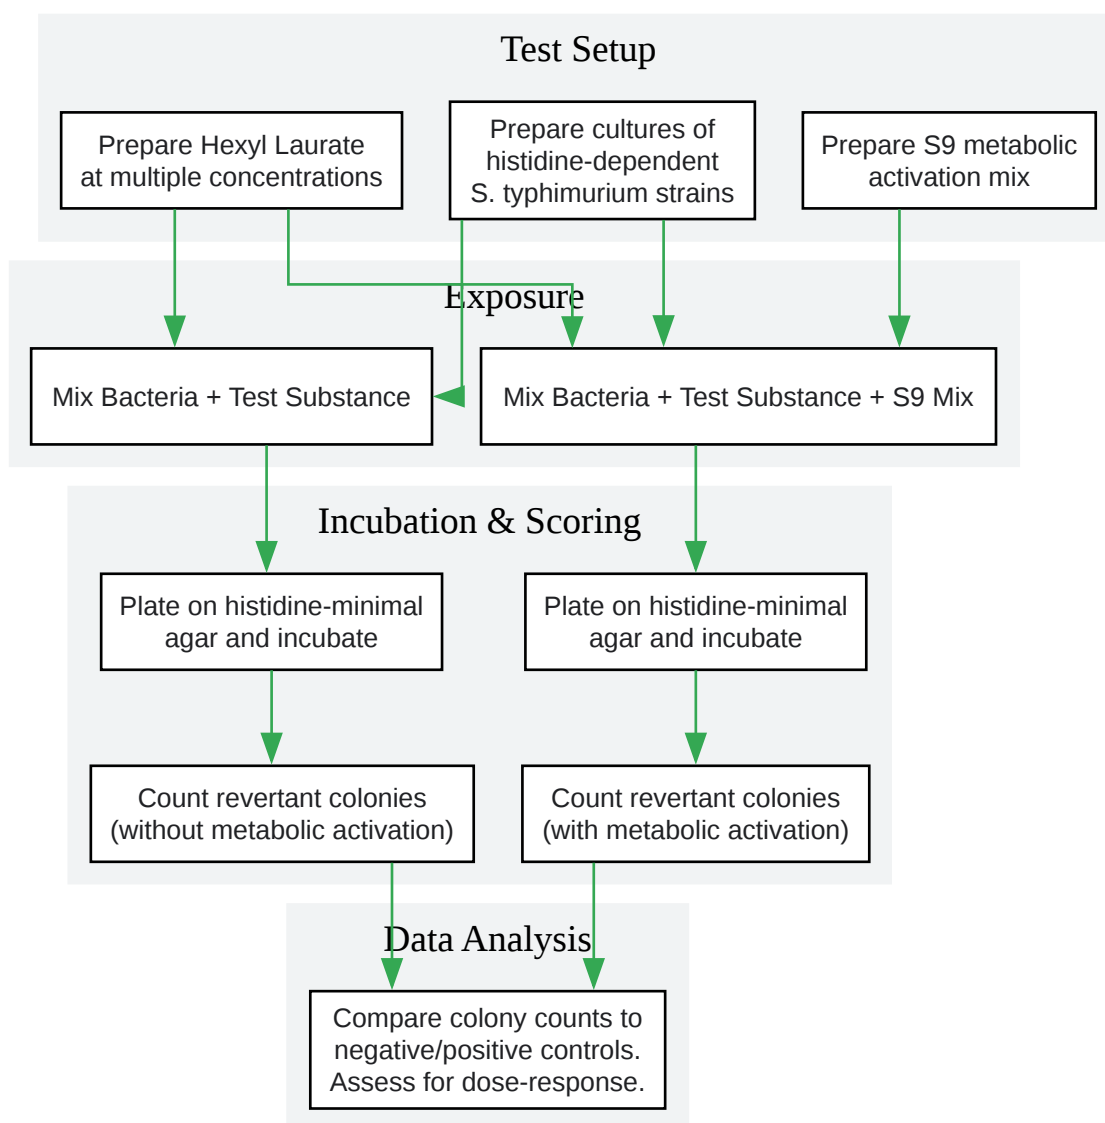 Test Setup
Prepare Hexyl Laurate
at multiple concentrations
Prepare cultures of
histidine-dependent
S. typhimurium strains
Prepare S9 metabolic
activation mix
Exposure
Mix Bacteria + Test Substance
Mix Bacteria + Test Substance + S9 Mix
Incubation & Scoring
Plate on histidine-minimal
agar and incubate
Plate on histidine-minimal
agar and incubate
Count revertant colonies
(without metabolic activation)
Count revertant colonies
(with metabolic activation)
Data Analysis
Compare colony counts to
negative/positive controls.
Assess for dose-response.